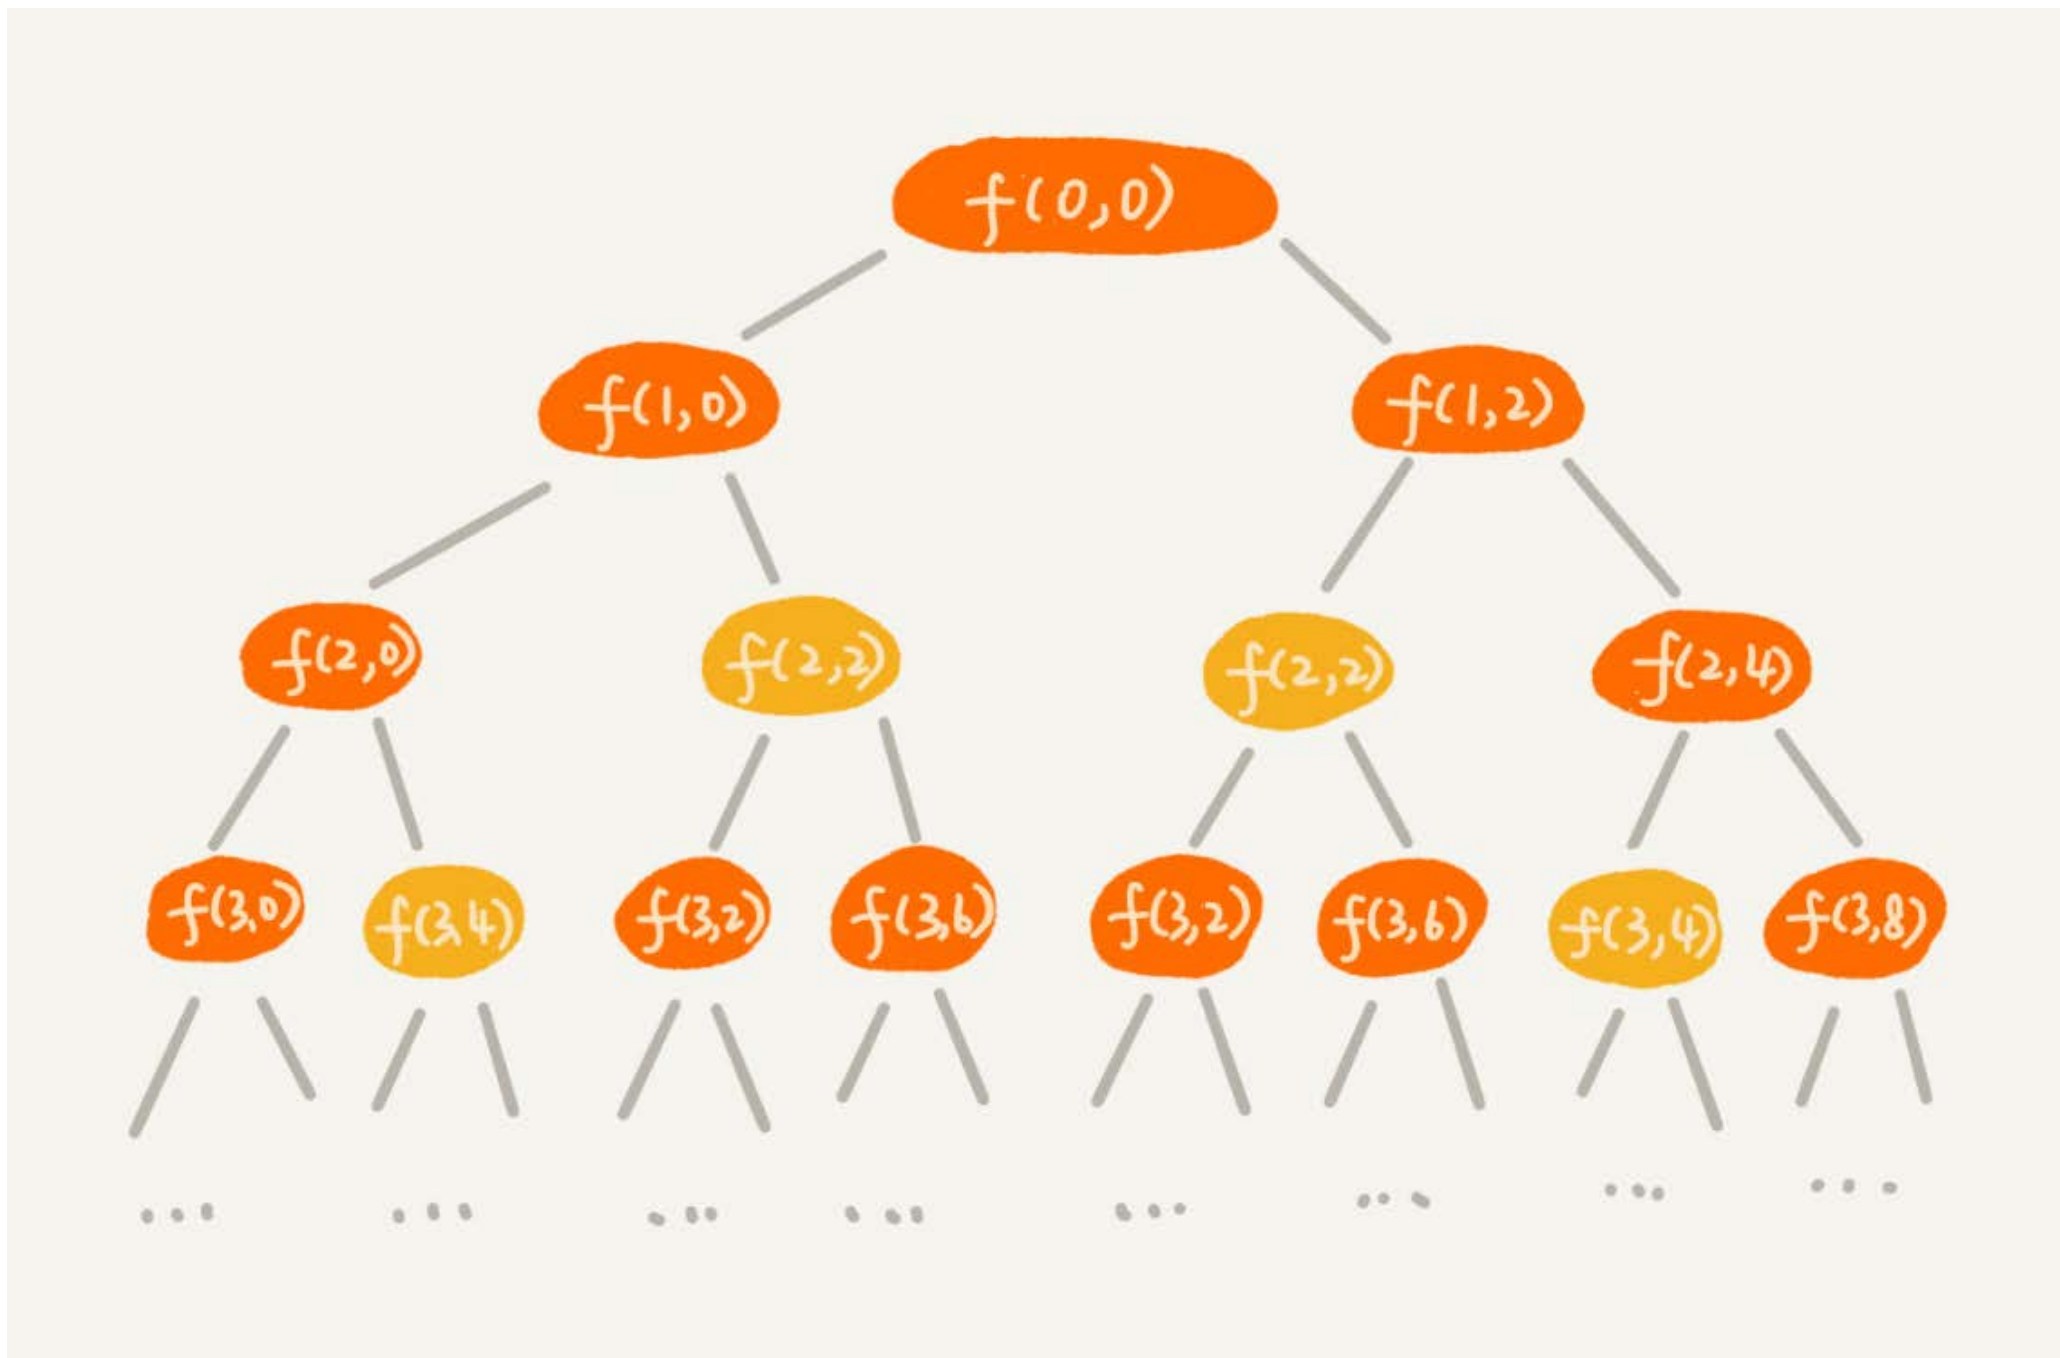 f(0,0)
f(1,0) f(1,2)
f(2,0) f(2,2) f(2,2) f(2,4)
f(3,0) f(3,4) f(3,2) f(3,6) f(3,2) f(3,6) f(3,4) f(3,8)
... ... ... ... ... ... ... ...